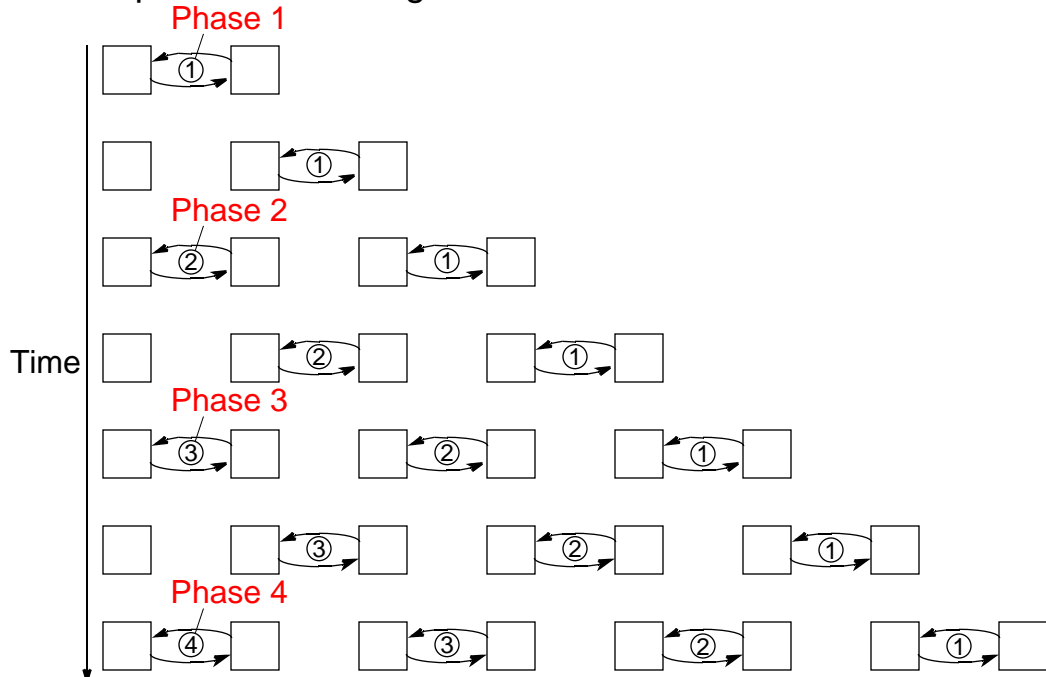 Phase 1
①
①
Phase 2
② ①
Time
② ①
Phase 3
③ ② ①
③ ② ①
Phase 4
④ ③ ② ①